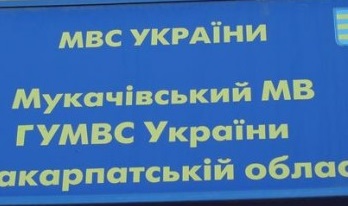 МВС УКРАЇНИ
Мукачівський МВ
ГУМВС України
акарпатській облас